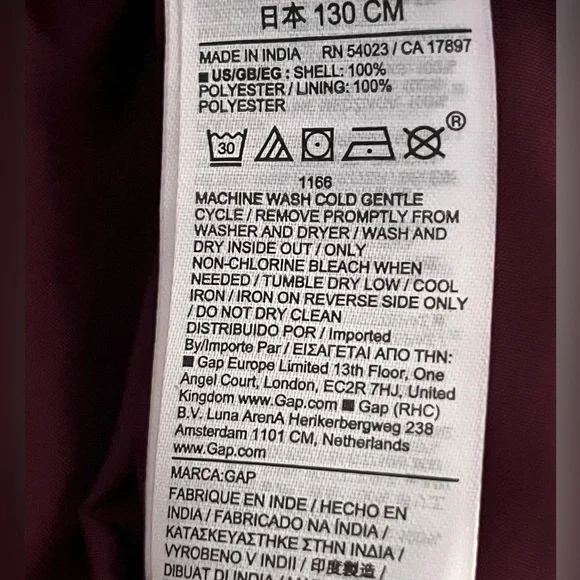 日本 130 CM
MADE IN INDIA RN 54023 / CA 17897
■ US/GB/EG : SHELL: 100%
POLYESTER / LINING: 100%
POLYESTER
30 ®
1166
MACHINE WASH COLD GENTLE
CYCLE / REMOVE PROMPTLY FROM
WASHER AND DRYER / WASH AND
DRY INSIDE OUT / ONLY
NON-CHLORINE BLEACH WHEN
NEEDED / TUMBLE DRY LOW / COOL
IRON / IRON ON REVERSE SIDE ONLY
/ DO NOT DRY CLEAN
DISTRIBUIDO POR / Imported
By/Importe Par / ΕΙΣΑΓΕΤΑΙ ΑΠΟ ΤΗΝ:
■ Gap Europe Limited 13th Floor, One
Angel Court, London, EC2R 7HJ, United
Kingdom www.Gap.com ■ Gap (RHC)
B.V. Luna ArenA Herikerbergweg 238
Amsterdam 1101 CM, Netherlands
www.Gap.com
MARCA:GAP
FABRIQUE EN INDE / HECHO EN
INDIA / FABRICADO NA ÍNDIA /
ΚΑΤΑΣΚΕΥΑΣΤΗΚΕ ΣΤΗΝ ΙΝΔΙΑ /
VYROBENO V INDII / 印度製造 /
DIBUAT DI INDIA /